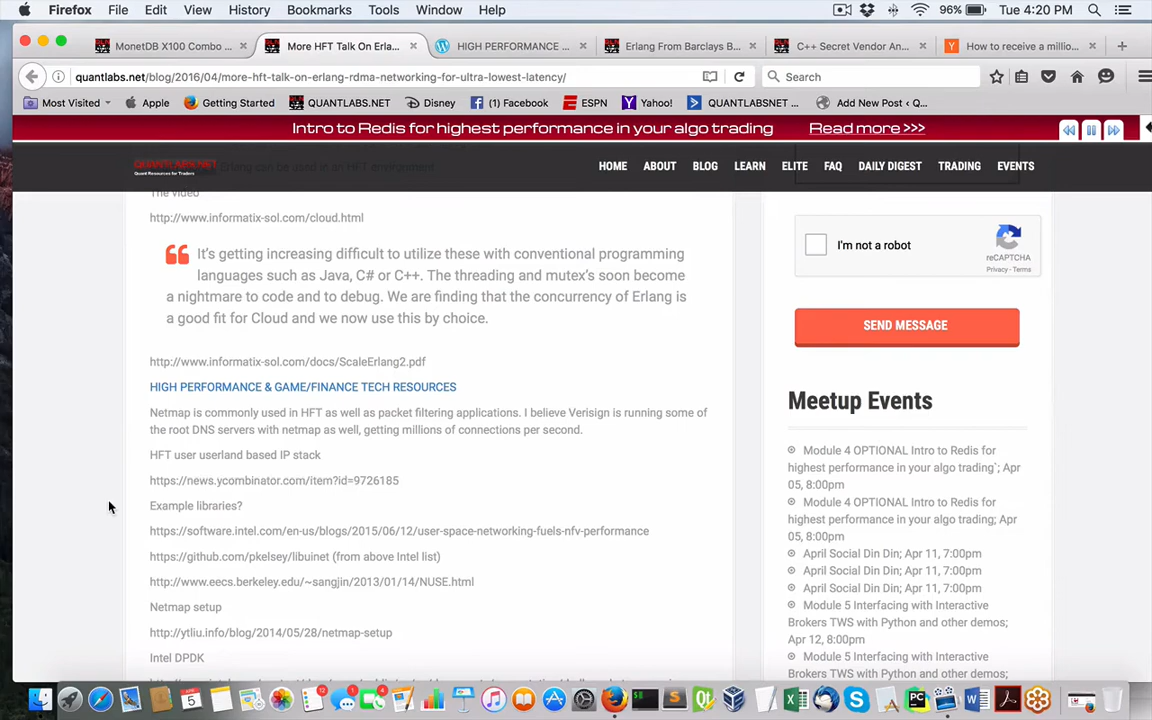 Firefox File Edit View History Bookmarks Tools Window Help 96% Tue 4:20 PM
MonetDB X100 Combo ... × More HFT Talk On Erla... × HIGH PERFORMANCE ... × Erlang From Barclays B... × C++ Secret Vendor An... × How to receive a millio... × +
quantlabs.net/blog/2016/04/more-hft-talk-on-erlang-rdma-networking-for-ultra-lowest-latency/ Search
Most Visited Apple Getting Started QUANTLABS.NET Disney (1) Facebook ESPN Yahoo! QUANTLABSNET ... Add New Post ‹ Q...
Intro to Redis for highest performance in your algo trading Read more >>>
QUANTLABS.NET
Quant Resources for Traders
Erlang can be used in an HFT environment
HOME ABOUT BLOG LEARN ELITE FAQ DAILY DIGEST TRADING EVENTS
The video
http://www.informatix-sol.com/cloud.html
It's getting increasing difficult to utilize these with conventional programming
languages such as Java, C# or C++. The threading and mutex's soon become
a nightmare to code and to debug. We are finding that the concurrency of Erlang is
a good fit for Cloud and we now use this by choice.
http://www.informatix-sol.com/docs/ScaleErlang2.pdf
HIGH PERFORMANCE & GAME/FINANCE TECH RESOURCES
Netmap is commonly used in HFT as well as packet filtering applications. I believe Verisign is running some of
the root DNS servers with netmap as well, getting millions of connections per second.
HFT user userland based IP stack
https://news.ycombinator.com/item?id=9726185
Example libraries?
https://software.intel.com/en-us/blogs/2015/06/12/user-space-networking-fuels-nfv-performance
https://github.com/pkelsey/libuinet (from above Intel list)
http://www.eecs.berkeley.edu/~sangjin/2013/01/14/NUSE.html
Netmap setup
http://ytliu.info/blog/2014/05/28/netmap-setup
Intel DPDK
I'm not a robot
reCAPTCHA
Privacy - Terms
SEND MESSAGE
Meetup Events
Module 4 OPTIONAL Intro to Redis for
highest performance in your algo trading`; Apr
05, 8:00pm
Module 4 OPTIONAL Intro to Redis for
highest performance in your algo trading; Apr
05, 8:00pm
April Social Din Din; Apr 11, 7:00pm
April Social Din Din; Apr 11, 7:00pm
April Social Din Din; Apr 11, 7:00pm
Module 5 Interfacing with Interactive
Brokers TWS with Python and other demos;
Apr 12, 8:00pm
Module 5 Interfacing with Interactive
Brokers TWS with Python and other demos;